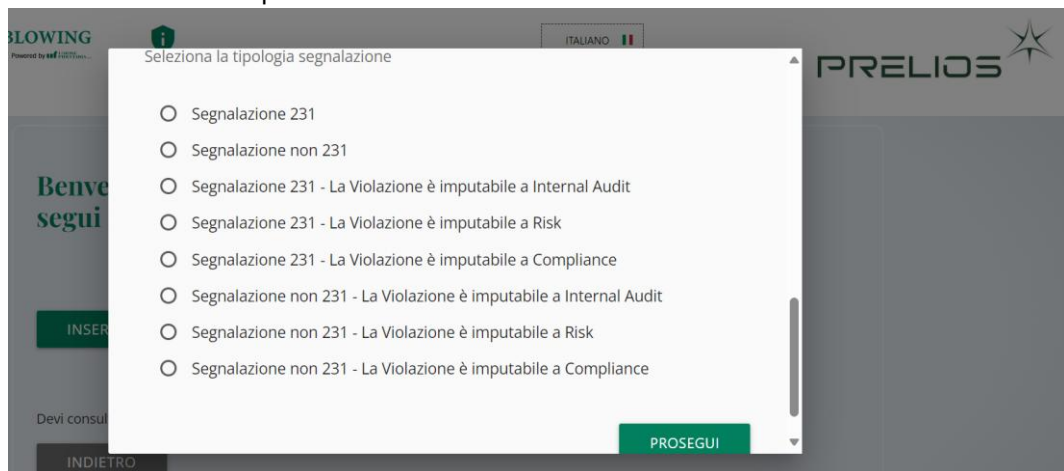 BLOWING
Powered by
ITALIANO
PRELIOS
Seleziona la tipologia segnalazione
Segnalazione 231
Segnalazione non 231
Segnalazione 231 - La Violazione è imputabile a Internal Audit
Segnalazione 231 - La Violazione è imputabile a Risk
Segnalazione 231 - La Violazione è imputabile a Compliance
Segnalazione non 231 - La Violazione è imputabile a Internal Audit
Segnalazione non 231 - La Violazione è imputabile a Risk
Segnalazione non 231 - La Violazione è imputabile a Compliance
PROSEGUI
Benve
segui
INSER
Devi consul
INDIETRO